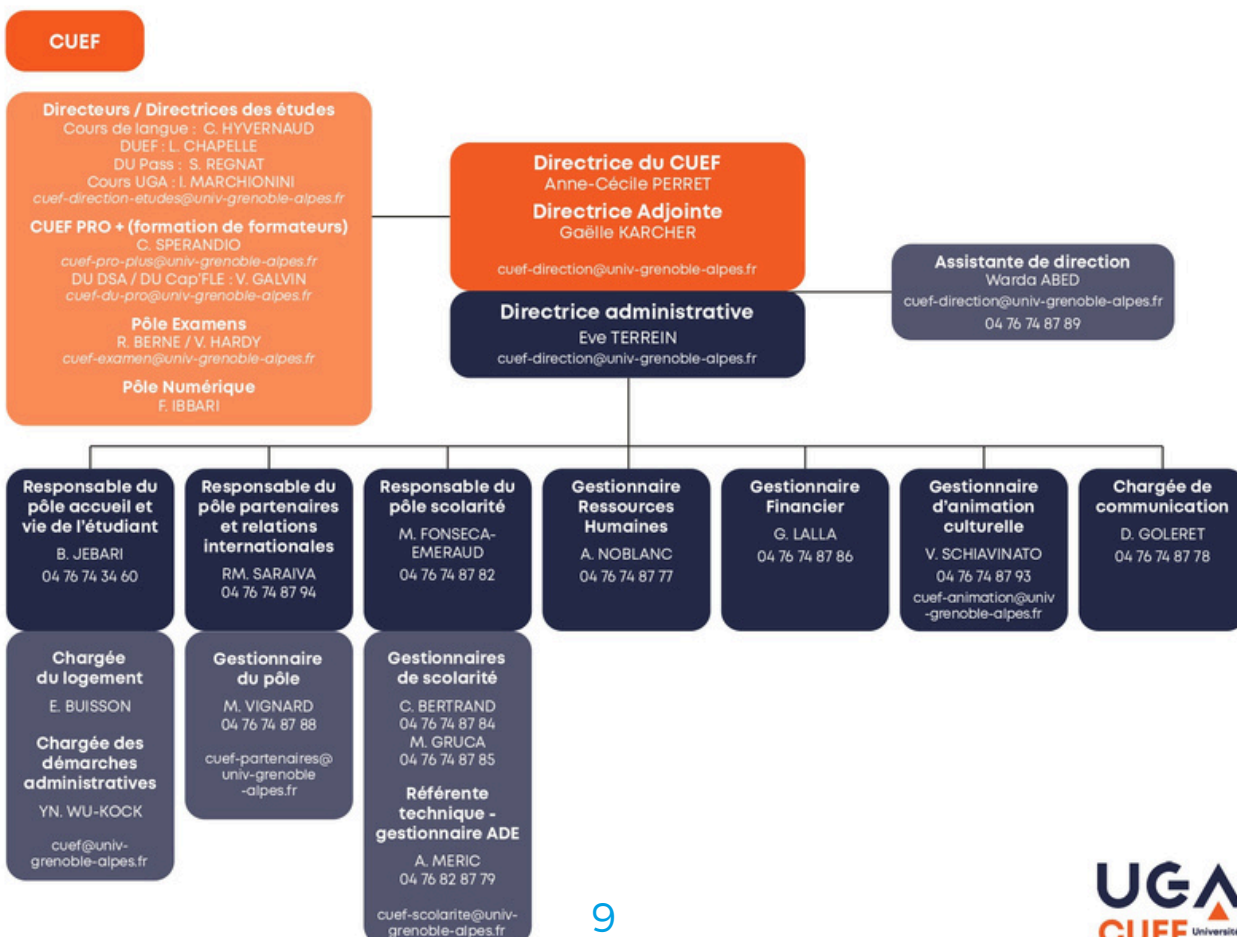 CUEF
Directeurs / Directrices des études
Cours de langue : C. HYVERNAUD
DUEF : L. CHAPELLE
DU Pass : S. REGNAT
Cours UGA : I. MARCHIONINI
cuef-direction-etudes@univ-grenoble-alpes.fr
CUEF PRO + (formation de formateurs)
C. SPERANDIO
cuef-pro-plus@univ-grenoble-alpes.fr
DU DSA / DU Cap'FLE : V. GALVIN
cuef-du-pro@univ-grenoble-alpes.fr
Pôle Examens
R. BERNE / V. HARDY
cuef-examen@univ-grenoble-alpes.fr
Pôle Numérique
F. IBBARI
Directrice du CUEF
Anne-Cécile PERRET
Directrice Adjointe
Gaëlle KARCHER
cuef-direction@univ-grenoble-alpes.fr
Directrice administrative
Eve TERREIN
cuef-direction@univ-grenoble-alpes.fr
Assistante de direction
Warda ABED
cuef-direction@univ-grenoble-alpes.fr
04 76 74 87 89
Responsable du
pôle accueil et
vie de l'étudiant
B. JEBARI
04 76 74 34 60
Responsable du
pôle partenaires
et relations
internationales
RM. SARAIVA
04 76 74 87 94
Responsable du
pôle scolarité
M. FONSECA-
EMERAUD
04 76 74 87 82
Gestionnaire
Ressources
Humaines
A. NOBLANC
04 76 74 87 77
Gestionnaire
Financier
G. LALLA
04 76 74 87 86
Gestionnaire
d'animation
culturelle
V. SCHIAVINATO
04 76 74 87 93
cuef-animation@univ
-grenoble-alpes.fr
Chargée de
communication
D. GOLERET
04 76 74 87 78
Chargée
du logement
E. BUISSON
Chargée des
démarches
administratives
YN. WU-KOCK
cuef@univ-
grenoble-alpes.fr
Gestionnaire
du pôle
M. VIGNARD
04 76 74 87 88
cuef-partenaires@
univ-grenoble
-alpes.fr
Gestionnaires
de scolarité
C. BERTRAND
04 76 74 87 84
M. GRUCA
04 76 74 87 85
Référente
technique -
gestionnaire ADE
A. MERIC
04 76 82 87 79
cuef-scolarite@univ-
grenoble-alpes.fr
9
UGA
CUEF Université